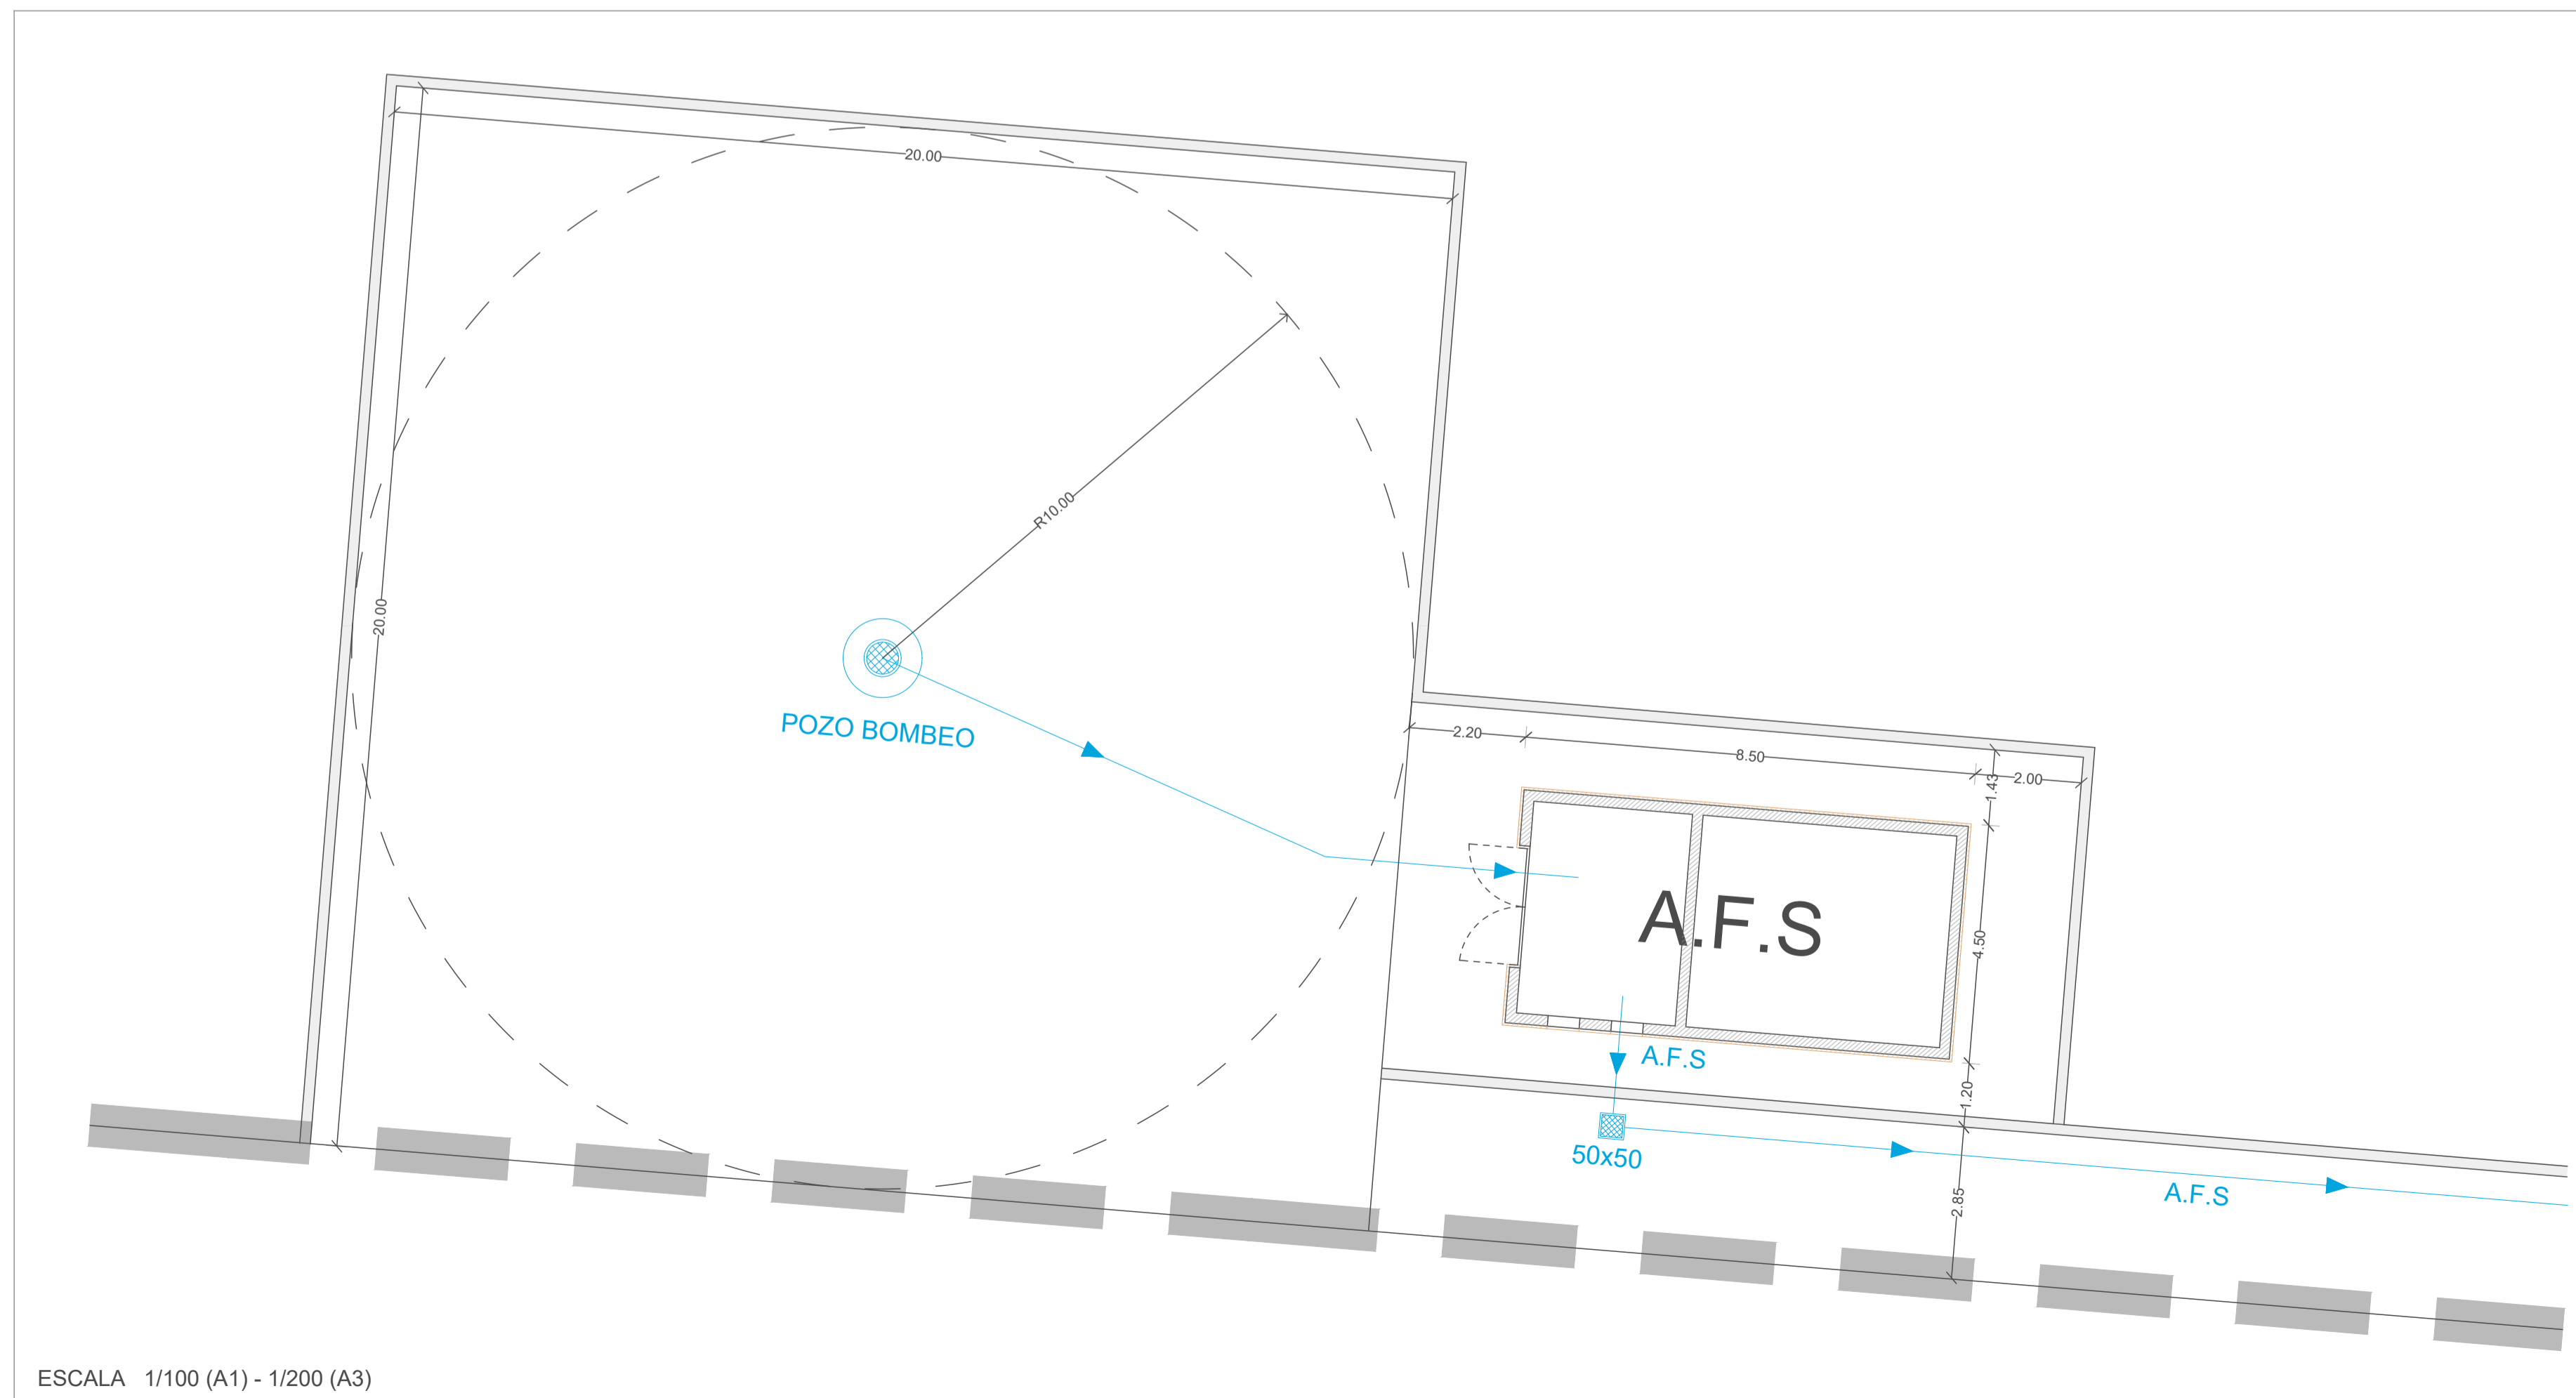 20.00
R10.00
20.00
POZO BOMBEO
2.20
8.50
2.00
1.43
A.F.S
4.50
A.F.S
1.20
50x50
2.85
A.F.S
ESCALA 1/100 (A1) - 1/200 (A3)